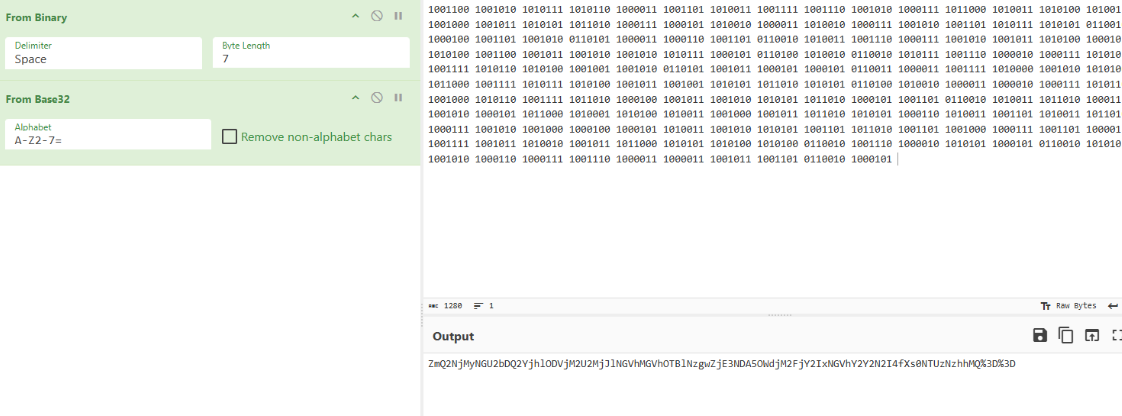 From Binary
Delimiter
Space
Byte Length
7
From Base32
Alphabet
A-Z2-7=
Remove non-alphabet chars
1001100 1001010 1010111 1010110 1000011 1001101 1010011 1001111 1001110 1001010 1000111 1011000 1010011 1010100 101001
1001000 1001011 1010101 1011010 1000111 1000101 1010010 1000011 1010010 1000111 1001010 1001101 1010111 1010101 011001
1000100 1001101 1001010 0110101 1000011 1000110 1001101 0110010 1010011 1001110 1000111 1001010 1010011 1010100 100010
1010100 1001100 1001011 1001010 1001010 1010111 1000101 0110100 1010010 0110010 1010111 1001110 1000010 1000111 101010
1001111 1010110 1010100 1001001 1001010 0110101 1001011 1000101 1000101 0110011 1000011 1001111 1010000 1001010 101010
1011000 1001111 1010111 1010100 1001011 1001001 1001010 1010101 1011010 1010101 0110100 1010010 1000011 1000010 1000111 101011
1001000 1010110 1001111 1011010 1000100 1001011 1001010 1010101 1011010 1000101 1001101 0110010 1010011 1011010 100011
1001010 1000101 1011000 1010001 1010100 1010011 1001000 1001011 1011010 1010101 1000110 1010011 1001101 1010011 101101
1000111 1001010 1001000 1000100 1000101 1010011 1001010 1010101 1001101 1011010 1001101 1001000 1000111 1001101 100001
1001111 1001011 1010010 1001011 1011000 1010101 1010100 1010100 0110010 1001110 1000010 1010101 1000101 0110010 101010
1001010 1000110 1000111 1001110 1000011 1000011 1001011 1001101 0110010 1000101
1280
1
Raw Bytes
Output
ZmQ2NjMyNGU2bDQ2YjhlODVjM2U2MjJlNGVhMGVhOTBlNzgwZjE3NDA5OWdjM2FjY2IxNGVhY2Y2N2I4fXs0NTUzNzhhMQ%3D%3D